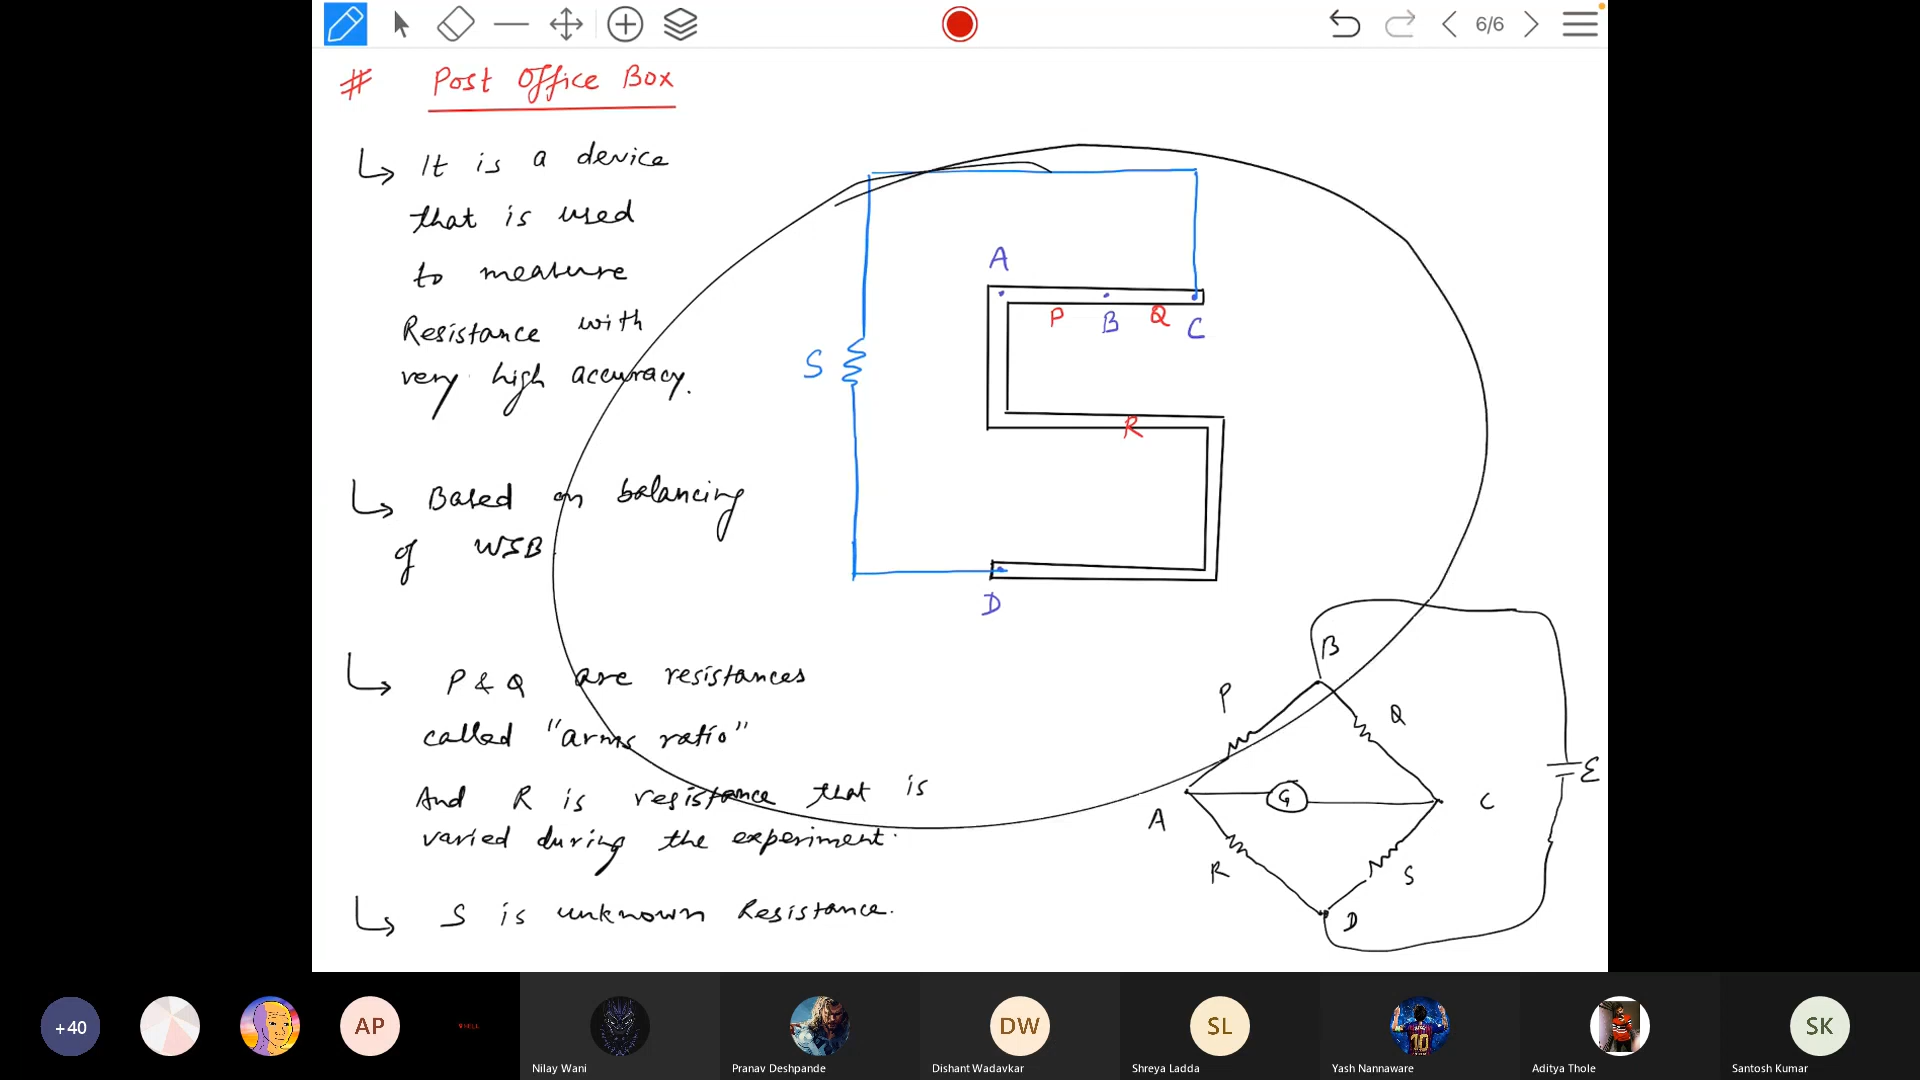 6/6
# Post Office Box
↳ It is a device
that is used
to measure
Resistance with
very high accuracy.
↳ Based on balancing
of WSB
↳ P & Q are resistances
called "arms ratio"
And R is resistance that is
varied during the experiment.
↳ S is unknown Resistance.
A
P B Q C
S
R
D
B
P Q
ε
G
A C
R S
D
+40
AP
DW
SL
10
SK
Nilay Wani
Pranav Deshpande
Dishant Wadavkar
Shreya Ladda
Yash Nannaware
Aditya Thole
Santosh Kumar